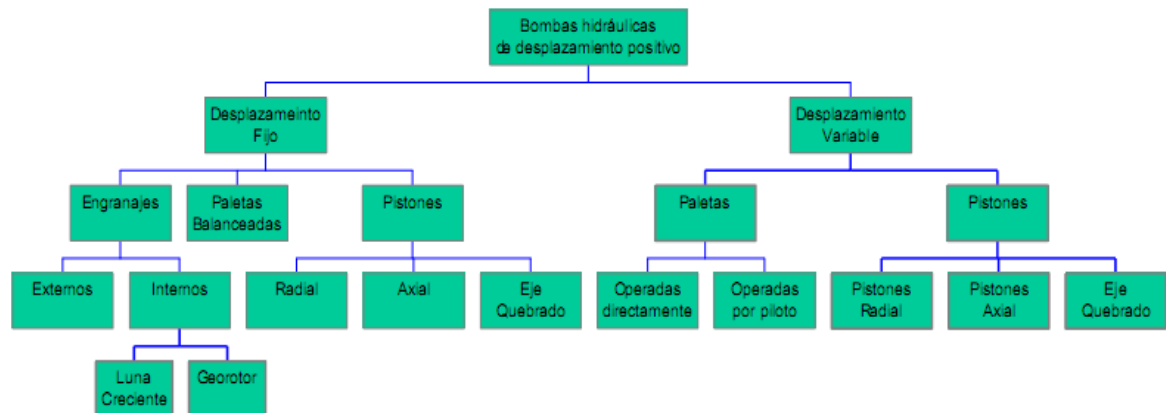 Bombas hidráulicas
de desplazamiento positivo
Desplazameinto
Fijo
Desplazamiento
Variable
Engranajes
Paletas
Balanceadas
Pistones
Paletas
Pistones
Externos
Internos
Radial
Axial
Eje
Quebrado
Operadas
directamente
Operadas
por piloto
Pistones
Radial
Pistones
Axial
Eje
Quebrado
Luna
Creciente
Georotor